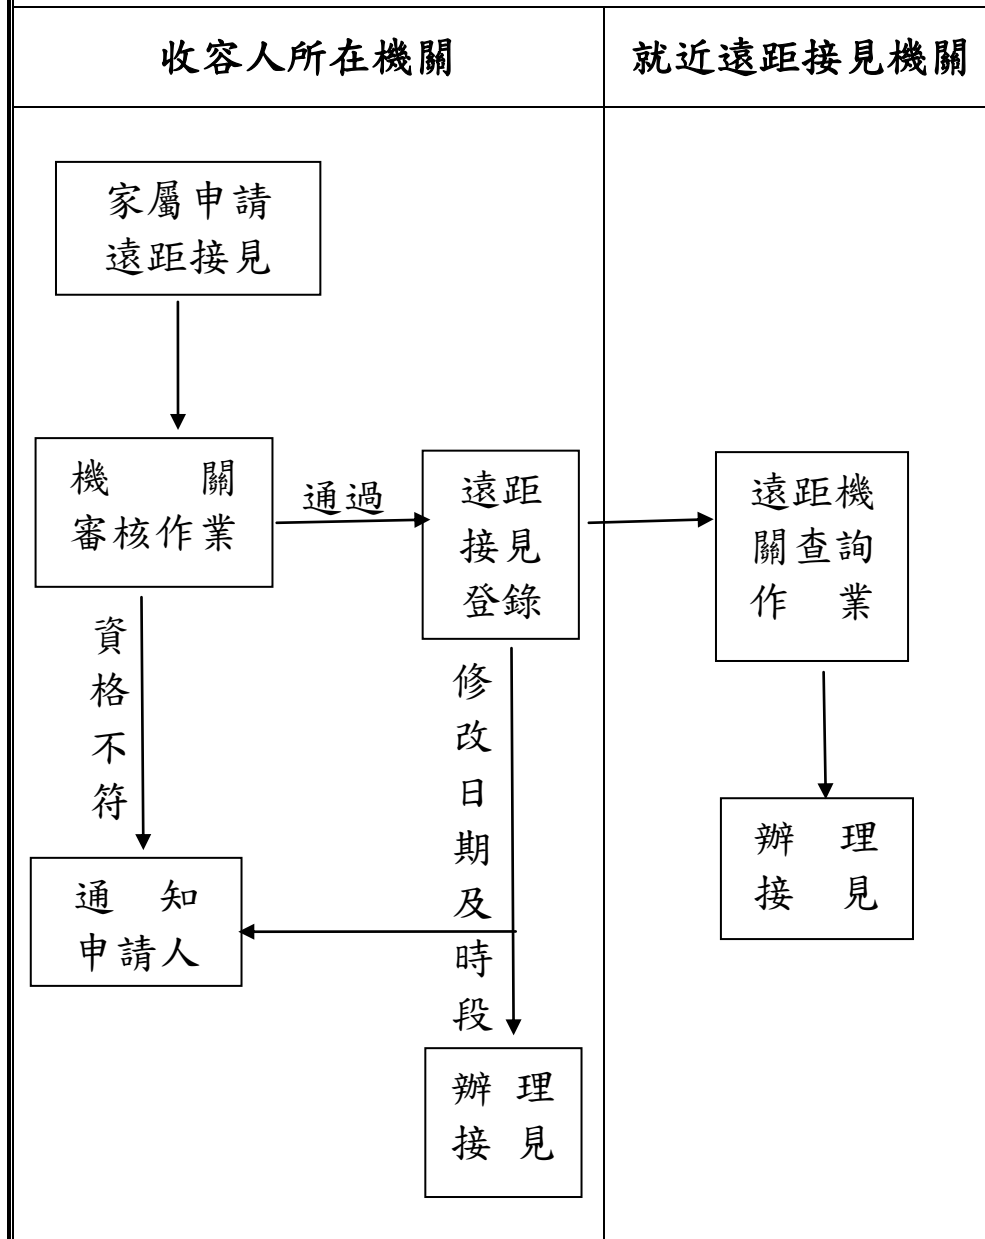 收容人所在機關
就近遠距接見機關
家屬申請
遠距接見
機 關
審核作業
通過
遠距
接見
登錄
遠距機
關查詢
作 業
資格不符
修改日期及時段
通 知
申請人
辦 理
接 見
辦 理
接 見